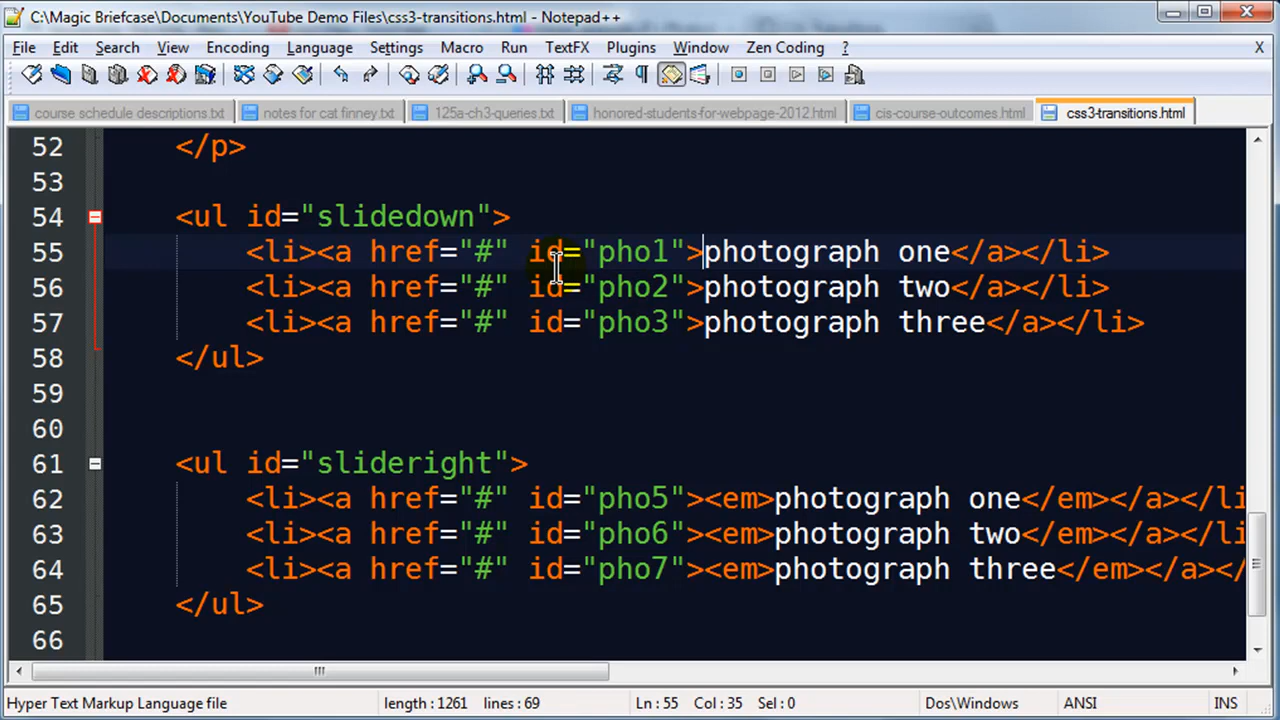 C:\Magic Briefcase\Documents\YouTube Demo Files\css3-transitions.html - Notepad++
File Edit Search View Encoding Language Settings Macro Run TextFX Plugins Window Zen Coding ? X
course schedule descriptions.txt notes for cat finney.txt 125a-ch3-queries.txt honored-students-for-webpage-2012.html cis-course-outcomes.html css3-transitions.html
52 </p>
53
54 <ul id="slidedown">
55 <li><a href="#" id="pho1">photograph one</a></li>
56 <li><a href="#" id="pho2">photograph two</a></li>
57 <li><a href="#" id="pho3">photograph three</a></li>
58 </ul>
59
60
61 <ul id="slideright">
62 <li><a href="#" id="pho5"><em>photograph one</em></a></li
63 <li><a href="#" id="pho6"><em>photograph two</em></a></li
64 <li><a href="#" id="pho7"><em>photograph three</em></a></
65 </ul>
66
Hyper Text Markup Language file length : 1261 lines : 69 Ln : 55 Col : 35 Sel : 0 Dos\Windows ANSI INS